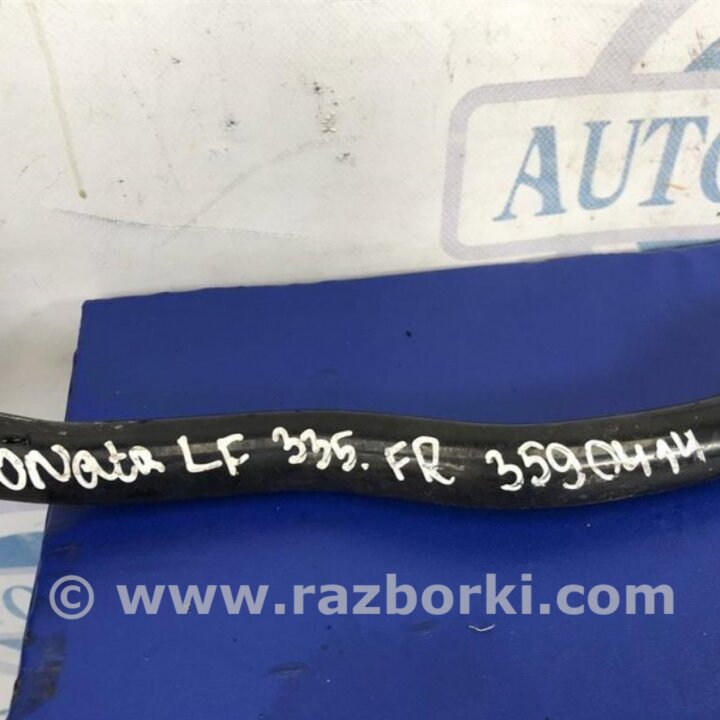 AUTO
ONata LF 335. FR 3590414
© www.razborki.com